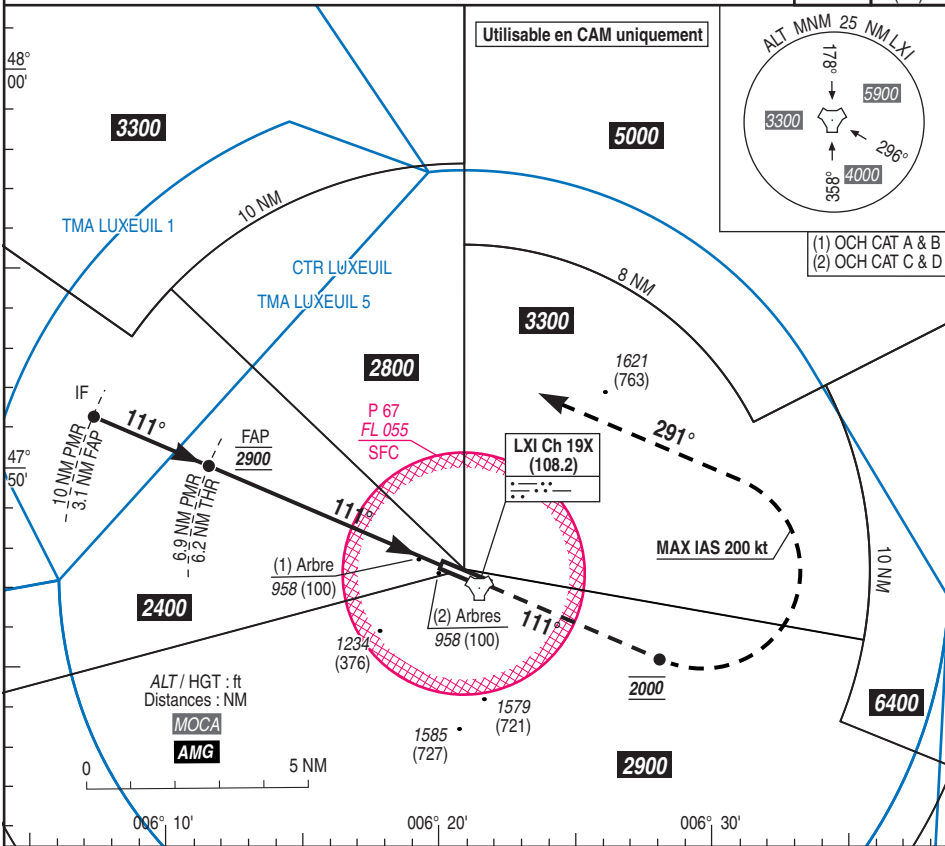 Utilisable en CAM uniquement
ALT MNM 25 NM LXI
178°
5900
3300
296°
4000
358°
(1) OCH CAT A & B
(2) OCH CAT C & D
48°
00'
3300
5000
10 NM
TMA LUXEUIL 1
CTR LUXEUIL
TMA LUXEUIL 5
8 NM
3300
2800
1621
(763)
IF
111°
FAP
2900
10 NM PMR
3.1 NM FAP
6.9 NM PMR
6.2 NM THR
P 67
FL 055
SFC
LXI Ch 19X
(108.2)
291°
47°
50'
111°
MAX IAS 200 kt
10 NM
(1) Arbre
958 (100)
(2) Arbres
958 (100)
111°
2400
1234
(376)
2000
6400
ALT / HGT : ft
Distances : NM
MOCA
AMG
1579
(721)
1585
(727)
2900
0
5 NM
006° 10'
006° 20'
006° 30'